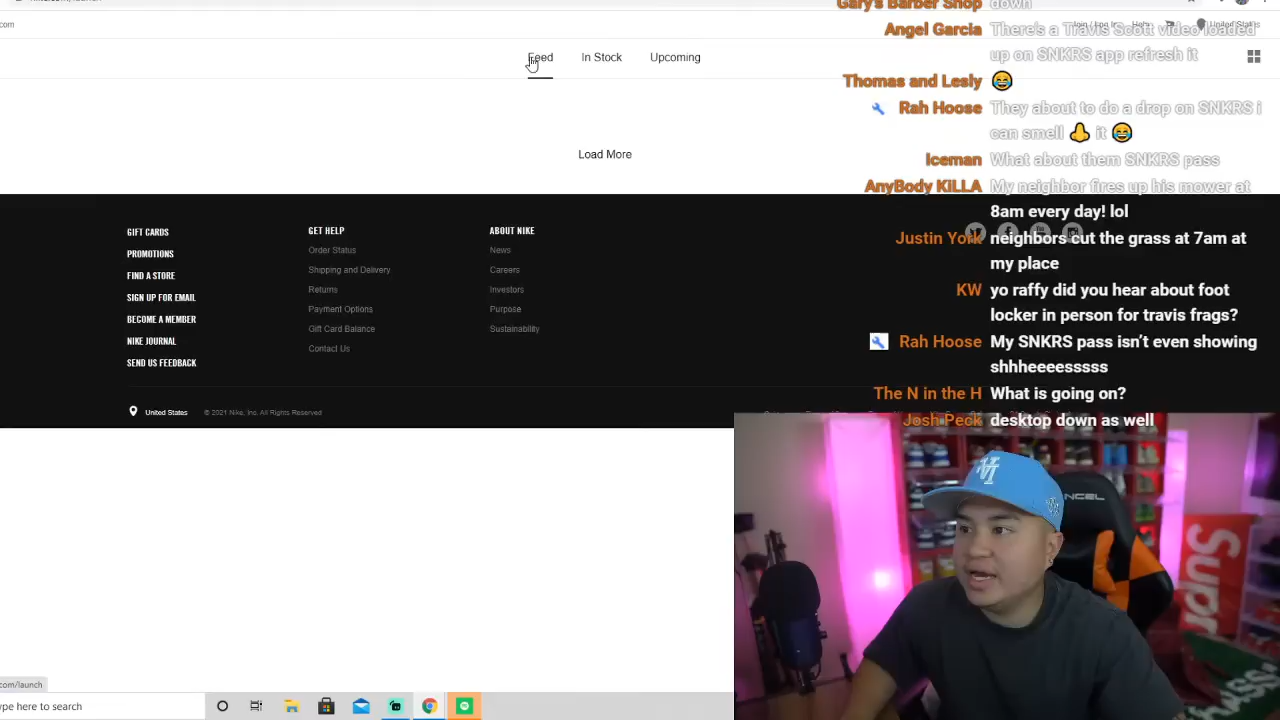 .com
Help
United States
Feed In Stock Upcoming
Load More
GIFT CARDS
PROMOTIONS
FIND A STORE
SIGN UP FOR EMAIL
BECOME A MEMBER
NIKE JOURNAL
SEND US FEEDBACK
GET HELP
Order Status
Shipping and Delivery
Returns
Payment Options
Gift Card Balance
Contact Us
ABOUT NIKE
News
Careers
Investors
Purpose
Sustainability
United States © 2021 Nike, Inc. All Rights Reserved
Gary's Barber Shop down
Angel Garcia There's a Travis Scott video loaded
up on SNKRS app refresh it
Thomas and Lesly 😂
Rah Hoose They about to do a drop on SNKRS i
can smell 👃 it 😂
Iceman What about them SNKRS pass
AnyBody KILLA My neighbor fires up his mower at
8am every day! lol
Justin York neighbors cut the grass at 7am at
my place
KW yo raffy did you hear about foot
locker in person for travis frags?
Rah Hoose My SNKRS pass isn't even showing
shhheeeesssss
The N in the H What is going on?
Josh Peck desktop down as well
NCEL
Supr
com/launch
ype here to search